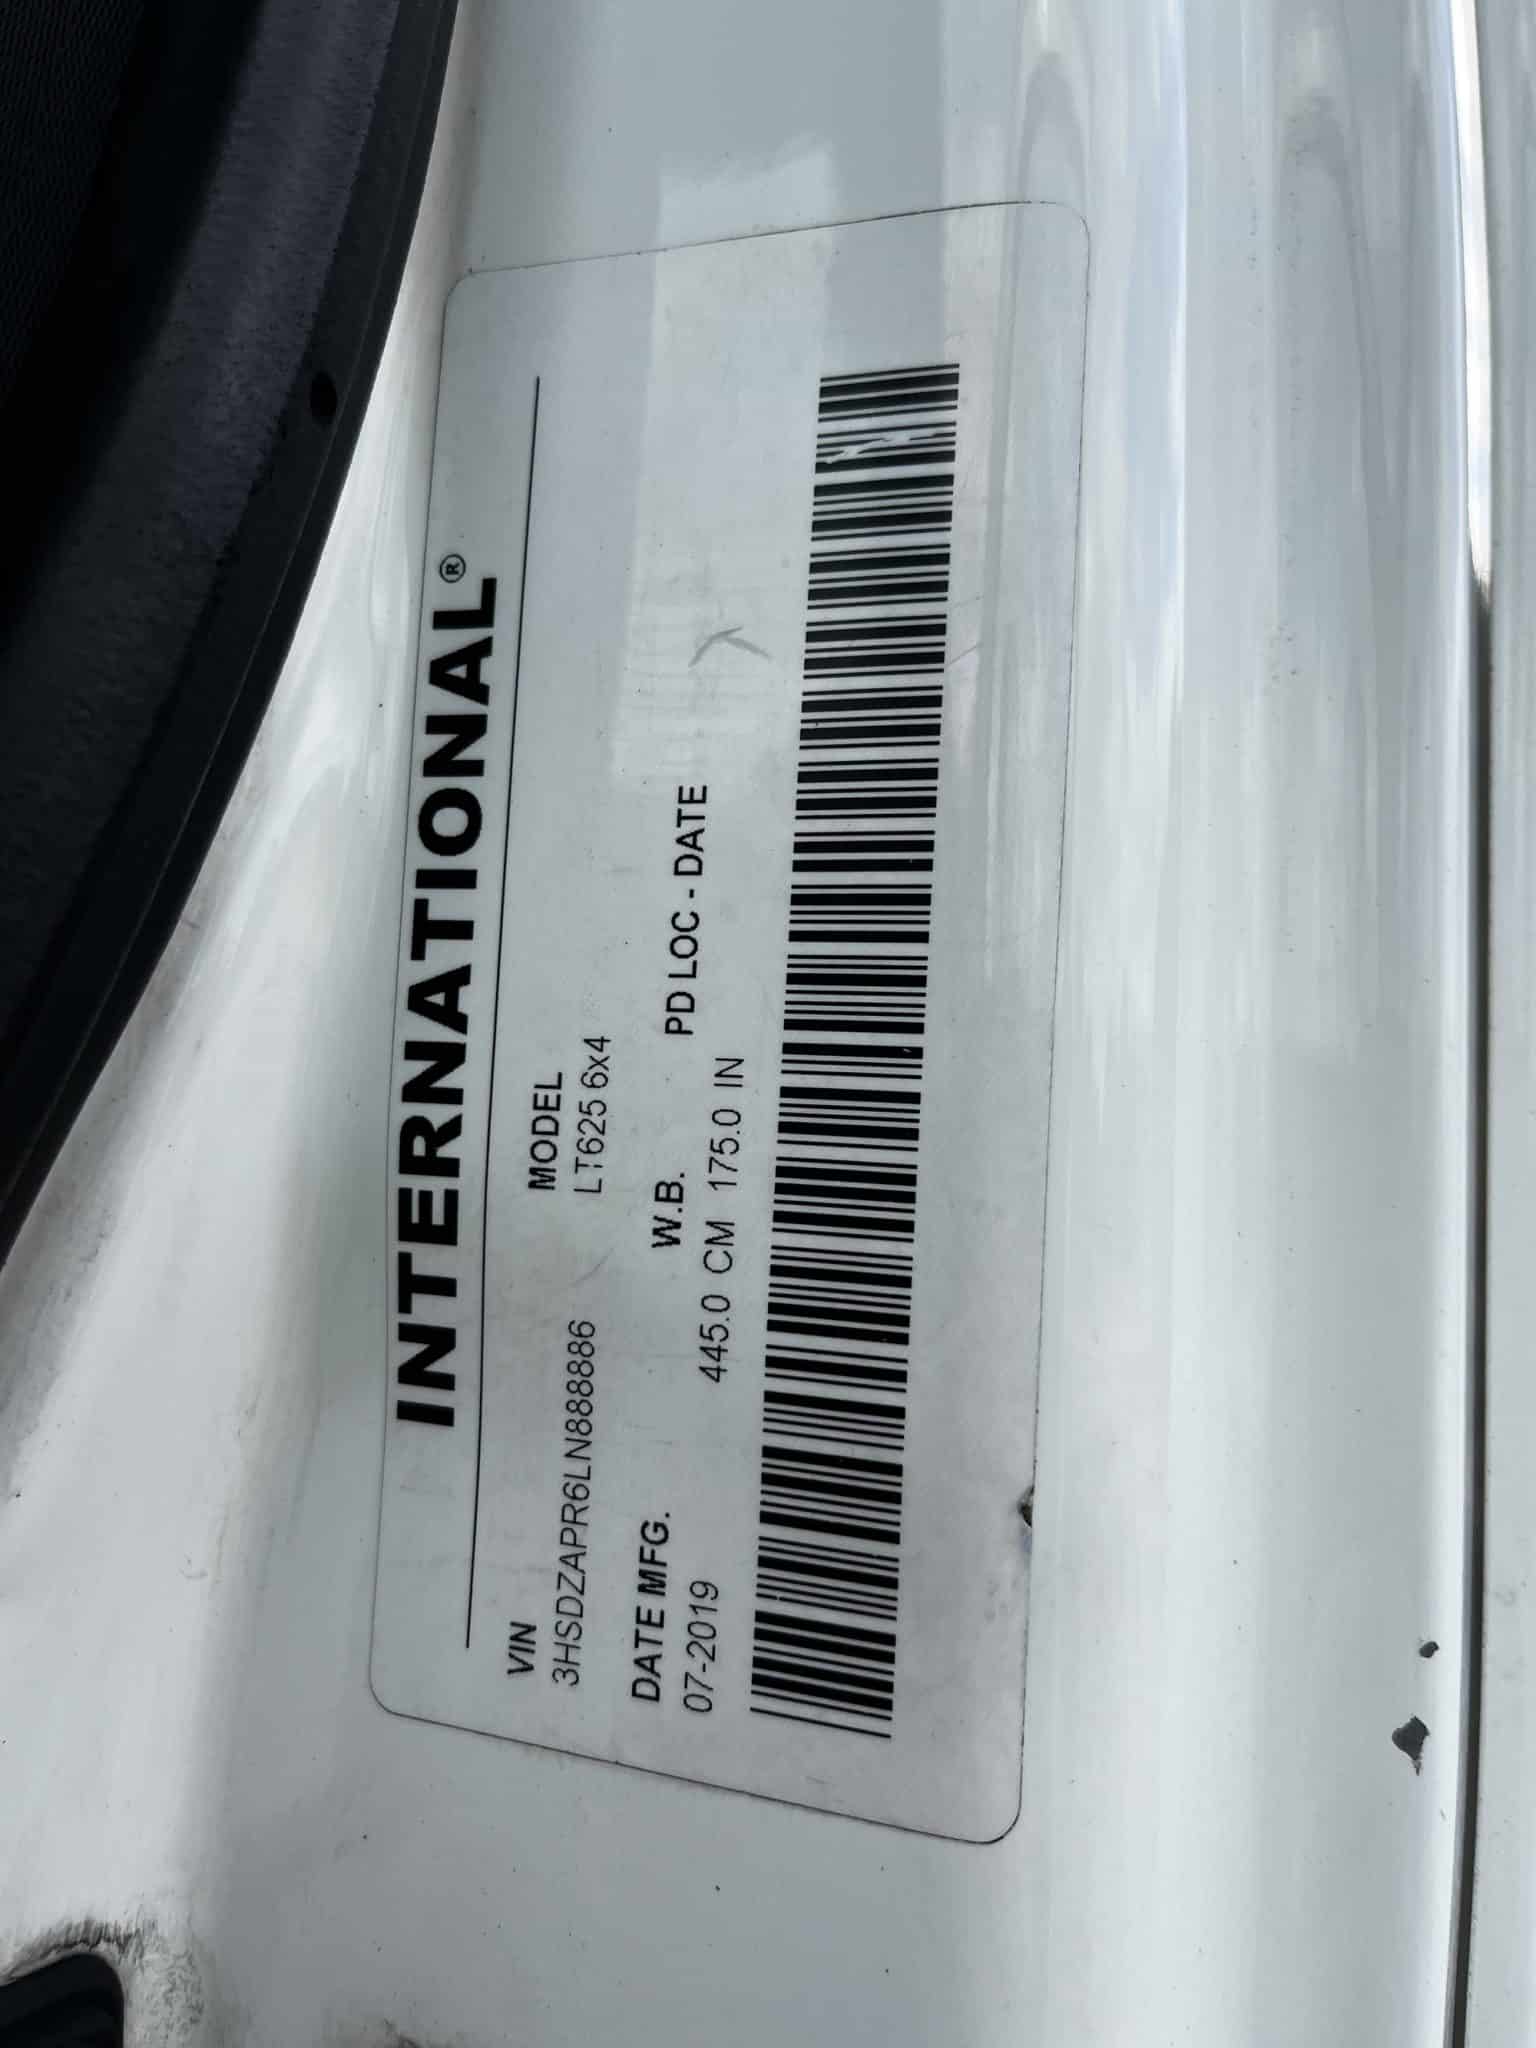 INTERNATIONAL®
VIN MODEL
3HSDZAPR6LN888886 LT625 6x4
DATE MFG. W.B. PD LOC - DATE
07-2019 445.0 CM 175.0 IN